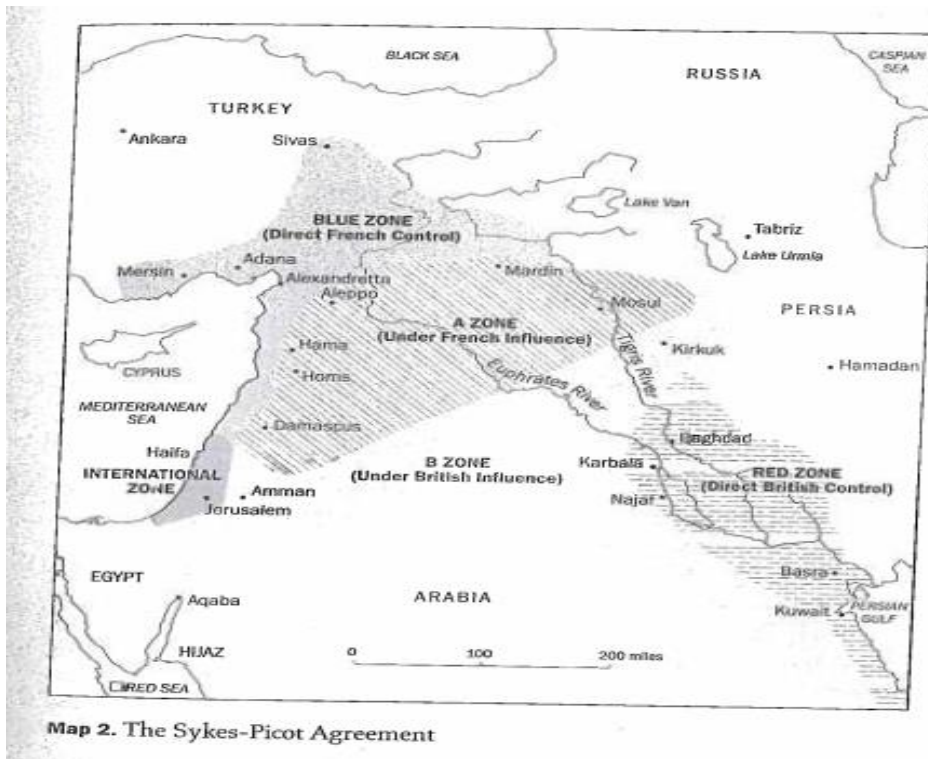 BLACK SEA
CASPIAN
SEA
RUSSIA
TURKEY
Ankara
Sivas
Lake Van
BLUE ZONE
(Direct French Control)
Tabriz
Lake Urmia
Mersin
Adana
Alexandretta
Aleppo
Mardin
Mosul
PERSIA
A ZONE
(Under French Influence)
Hama
Homs
Kirkuk
Hamadan
Tigris River
Euphrates River
CYPRUS
MEDITERRANEAN
SEA
Damascus
Haifa
INTERNATIONAL
ZONE
B ZONE
(Under British Influence)
Baghdad
Karbala
RED ZONE
(Direct British Control)
Najaf
Amman
Jerusalem
EGYPT
Aqaba
ARABIA
Basra
Kuwait
PERSIAN
GULF
HIJAZ
RED SEA
0 100 200 miles
Map 2. The Sykes-Picot Agreement